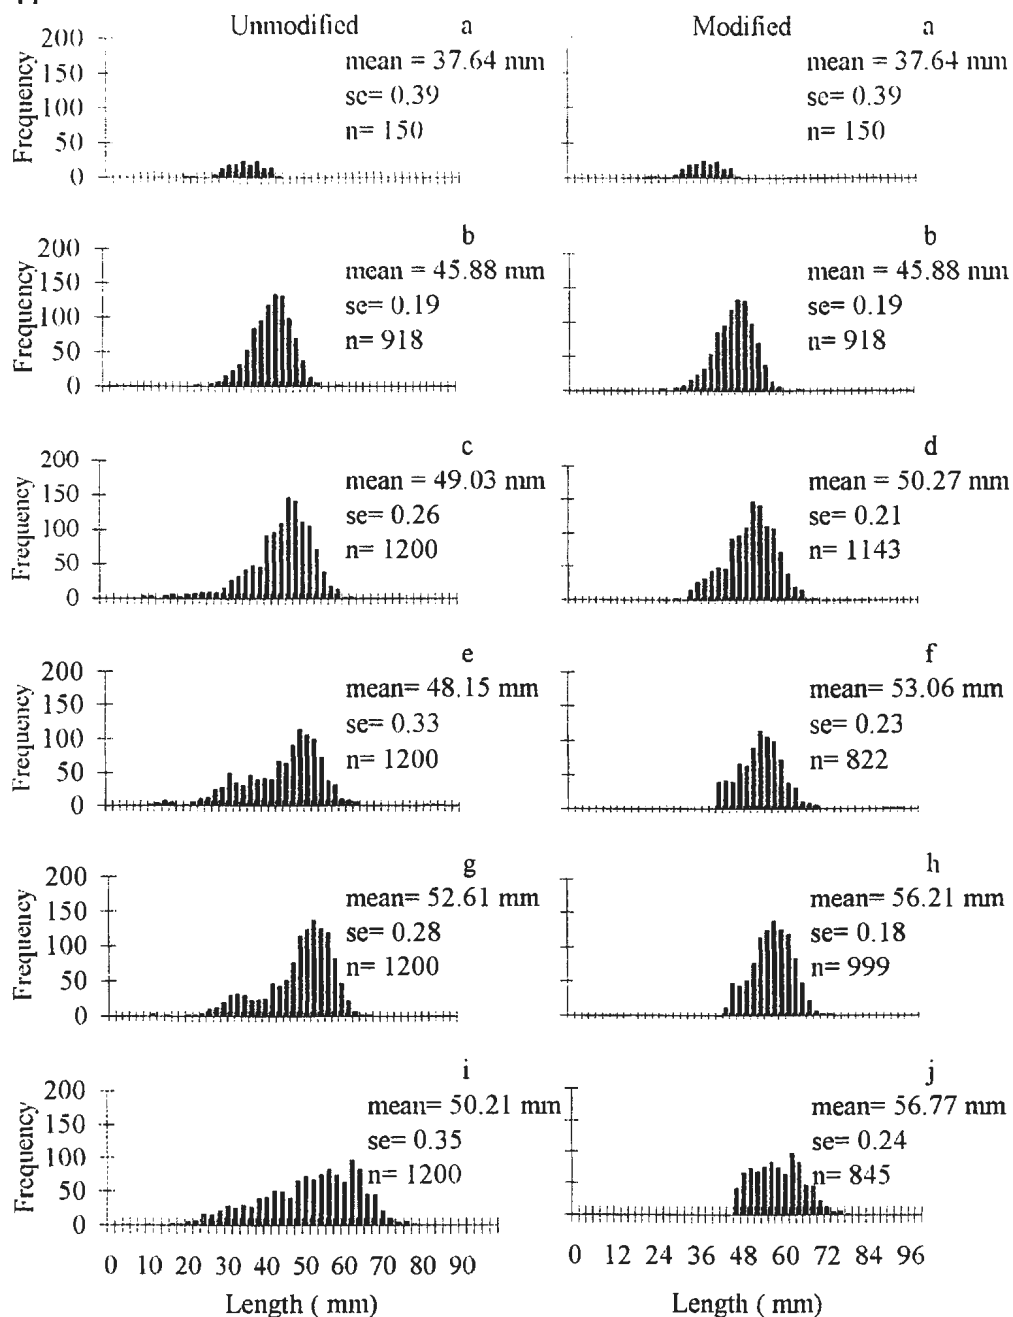 Unmodified a Modified a
200
150
100
50
0
Frequency
mean = 37.64 mm
se= 0.39
n= 150
mean = 37.64 mm
se= 0.39
n= 150
b
b
200
150
100
50
0
Frequency
mean = 45.88 mm
se= 0.19
n= 918
mean = 45.88 mm
se= 0.19
n= 918
c
d
200
150
100
50
0
Frequency
mean = 49.03 mm
se= 0.26
n= 1200
mean = 50.27 mm
se= 0.21
n= 1143
e
f
200
150
100
50
0
Frequency
mean= 48.15 mm
se= 0.33
n= 1200
mean= 53.06 mm
se= 0.23
n= 822
g
h
200
150
100
50
0
Frequency
mean= 52.61 mm
se= 0.28
n= 1200
mean= 56.21 mm
se= 0.18
n= 999
i
j
200
150
100
50
0
Frequency
mean= 50.21 mm
se= 0.35
n= 1200
mean= 56.77 mm
se= 0.24
n= 845
0 10 20 30 40 50 60 70 80 90
0 12 24 36 48 60 72 84 96
Length ( mm)
Length ( mm)